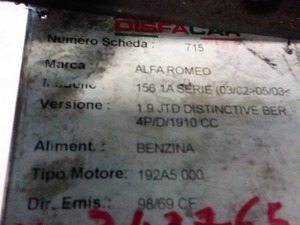 DISFACAR
Numero Scheda : 715
Marca : ALFA ROMEO
Modello : 156 1A SERIE (03/02>05/03<
Versione : 1.9 JTD DISTINCTIVE BER
4P/D/1910 CC
Aliment. : BENZINA
Tipo Motore: 192A5 000
Dir. Emis.: 98/69 CE